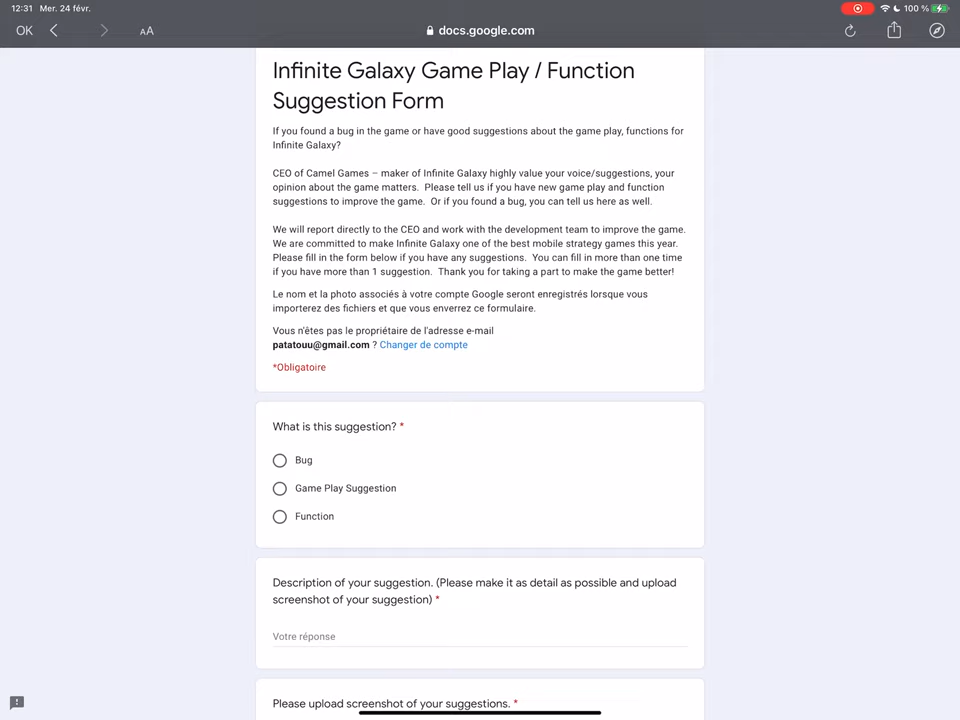 12:31 Mer. 24 févr.
100 %
OK
AA
docs.google.com
Infinite Galaxy Game Play / Function
Suggestion Form
If you found a bug in the game or have good suggestions about the game play, functions for
Infinite Galaxy?
CEO of Camel Games – maker of Infinite Galaxy highly value your voice/suggestions, your
opinion about the game matters. Please tell us if you have new game play and function
suggestions to improve the game. Or if you found a bug, you can tell us here as well.
We will report directly to the CEO and work with the development team to improve the game.
We are committed to make Infinite Galaxy one of the best mobile strategy games this year.
Please fill in the form below if you have any suggestions. You can fill in more than one time
if you have more than 1 suggestion. Thank you for taking a part to make the game better!
Le nom et la photo associés à votre compte Google seront enregistrés lorsque vous
importerez des fichiers et que vous enverrez ce formulaire.
Vous n'êtes pas le propriétaire de l'adresse e-mail
patatouu@gmail.com ? Changer de compte
*Obligatoire
What is this suggestion? *
Bug
Game Play Suggestion
Function
Description of your suggestion. (Please make it as detail as possible and upload
screenshot of your suggestion) *
Votre réponse
Please upload screenshot of your suggestions. *